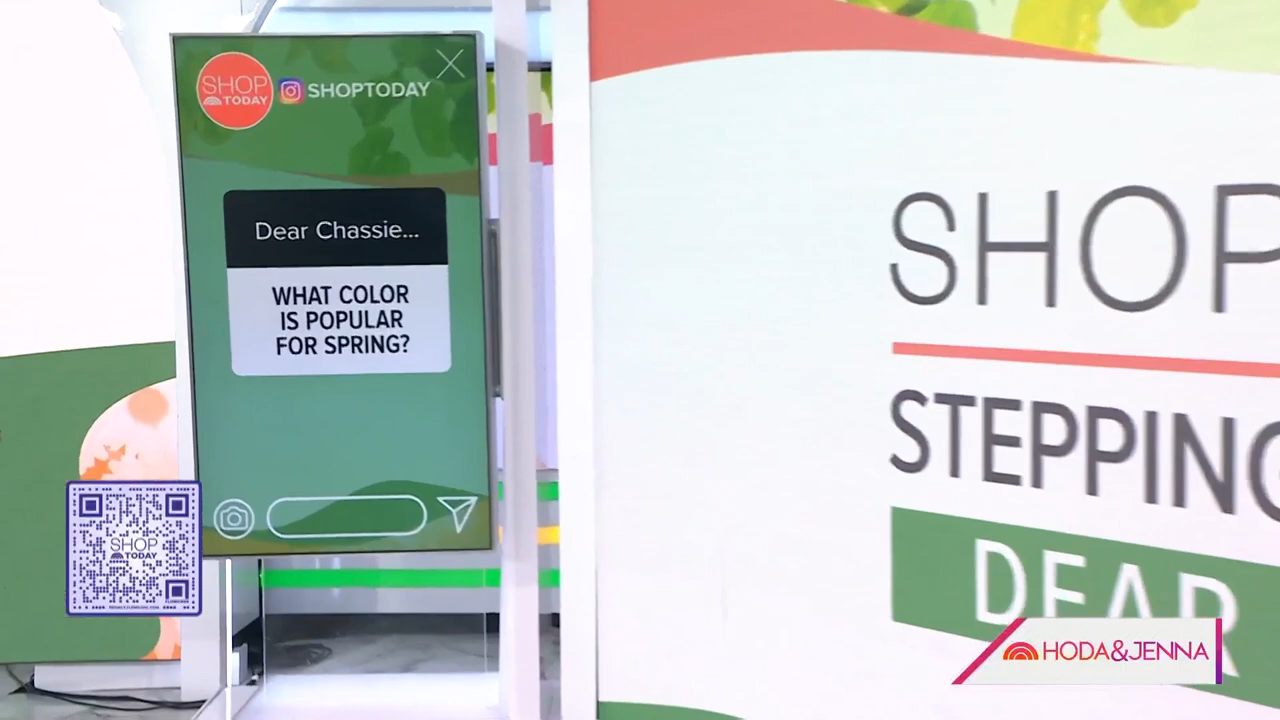 SHOP
TODAY
SHOPTODAY
Dear Chassie...
WHAT COLOR
IS POPULAR
FOR SPRING?
SHOP
TODAY
SHOP
STEPPING
DEAR
HODA&JENNA